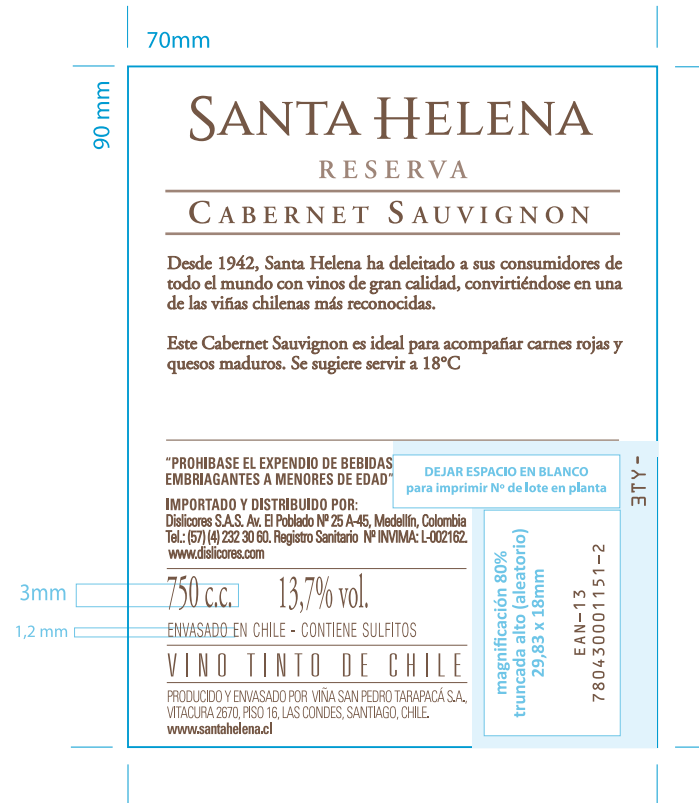 70mm
90 mm
SANTA HELENA
RESERVA
CABERNET SAUVIGNON
Desde 1942, Santa Helena ha deleitado a sus consumidores de
todo el mundo con vinos de gran calidad, convirtiéndose en una
de las viñas chilenas más reconocidas.
Este Cabernet Sauvignon es ideal para acompañar carnes rojas y
quesos maduros. Se sugiere servir a 18°C
"PROHIBASE EL EXPENDIO DE BEBIDAS
EMBRIAGANTES A MENORES DE EDAD"
DEJAR ESPACIO EN BLANCO
para imprimir Nº de lote en planta
3TY-
IMPORTADO Y DISTRIBUIDO POR:
Dislicores S.A.S. Av. El Poblado Nº 25 A-45, Medellín, Colombia
Tel.: (57) (4) 232 30 60. Registro Sanitario Nº INVIMA: L-002162.
www.dislicores.com
3mm
750 c.c. 13,7% vol.
1,2 mm
ENVASADO EN CHILE - CONTIENE SULFITOS
VINO TINTO DE CHILE
PRODUCIDO Y ENVASADO POR VIÑA SAN PEDRO TARAPACÁ S.A.,
VITACURA 2670, PISO 16, LAS CONDES, SANTIAGO, CHILE.
www.santahelena.cl
magnificación 80%
truncada alto (aleatorio)
29,83 x 18mm
EAN-13
780430001151-2